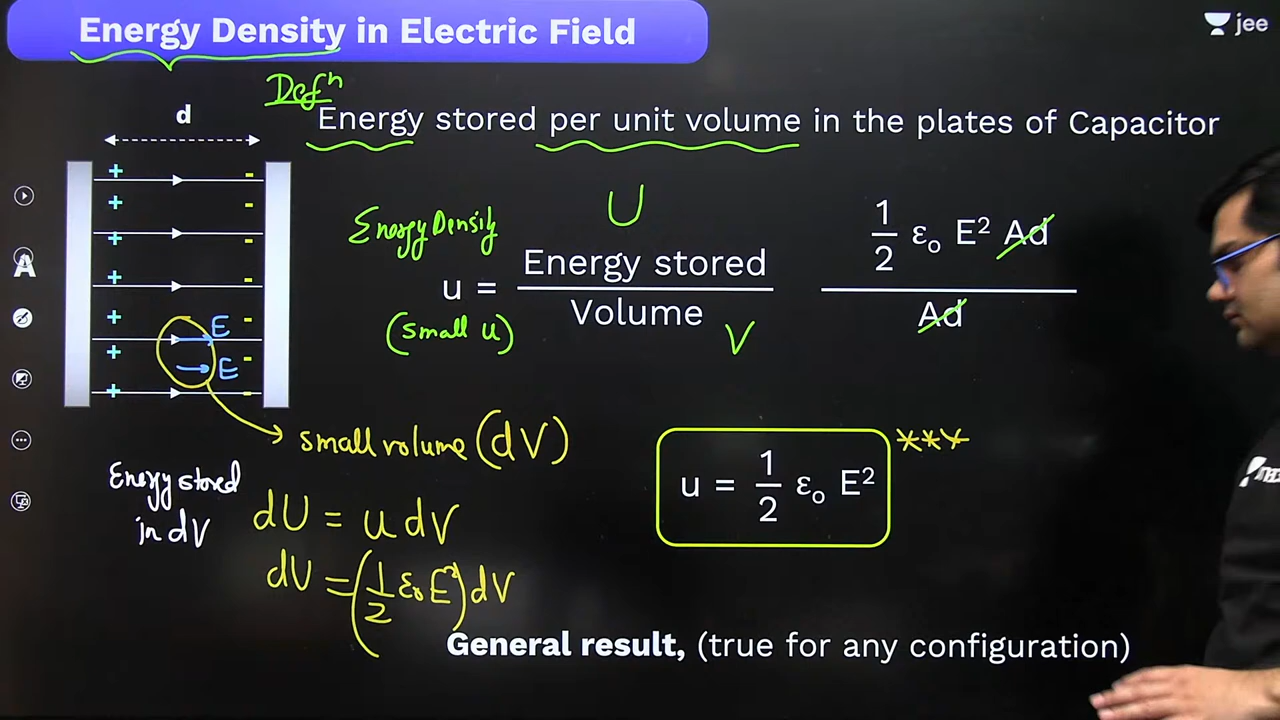 Energy Density in Electric Field
jee
Defⁿ
d
Energy stored per unit volume in the plates of Capacitor
+ -
+ -
+ -
+ -
+ -
+ -
+ -
E
E
Energy Density
U
u = Energy stored / Volume
(small u)
V
1/2 ε₀ E² Ad / Ad
small volume (dV)
u = 1/2 ε₀ E²
***
Energy stored
in dV
dU = u dV
dU = (1/2 ε₀ E²) dV
General result, (true for any configuration)
A